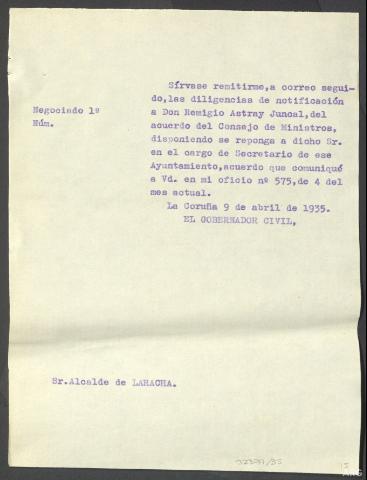 Sírvase remitirme,a correo segui-
do,las diligencias de notificación
a Don Remigio Astray Juncal,del
acuerdo del Consejo de Ministros,
disponiendo se reponga a dicho Sr.
en el cargo de Secretario de ese
Ayuntamiento,acuerdo que comuniqué
a Vd. en mi oficio nº 575,de 4 del
mes actual.
La Coruña 9 de abril de 1935.
EL GOBERNADOR CIVIL,
Negociado 1º
Núm.
Sr.Alcalde de LARACHA.